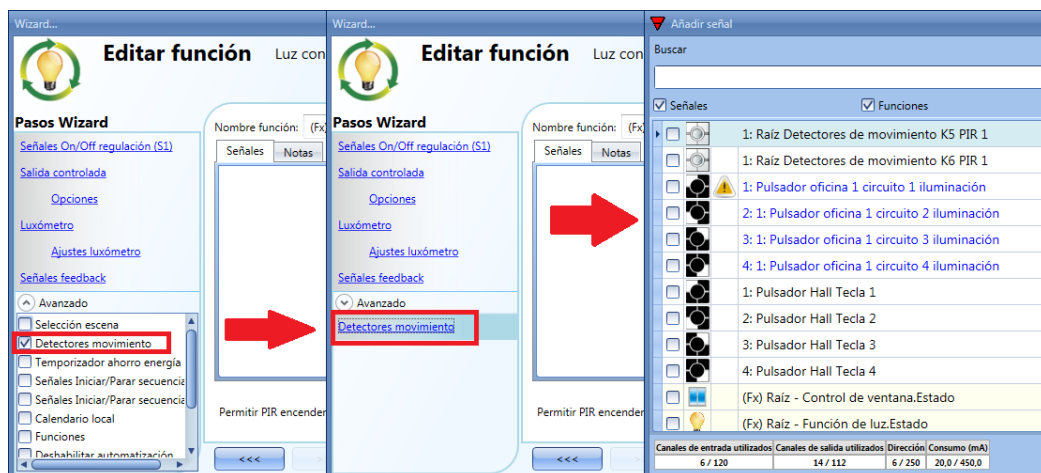 Wizard...
Editar función Luz con
Pasos Wizard
Señales On/Off regulación (S1)
Salida controlada
Opciones
Luxómetro
Ajustes luxómetro
Señales feedback
Avanzado
Selección escena
Detectores movimiento
Temporizador ahorro energía
Señales Iniciar/Parar secuencia
Señales Iniciar/Parar secuencia
Calendario local
Funciones
Deshabilitar automatización
Nombre función: (Fx)
Señales Notas
Permitir PIR encender
<<<
Wizard...
Editar función Luz con
Pasos Wizard
Señales On/Off regulación (S1)
Salida controlada
Opciones
Luxómetro
Ajustes luxómetro
Señales feedback
Avanzado
Detectores movimiento
Nombre función: (Fx
Señales Notas
Permitir PIR encender
<<<
Añadir señal
Buscar
Señales Funciones
1: Raíz Detectores de movimiento K5 PIR 1
1: Raíz Detectores de movimiento K6 PIR 1
1: Pulsador oficina 1 circuito 1 iluminación
2: 1: Pulsador oficina 1 circuito 2 iluminación
3: 1: Pulsador oficina 1 circuito 3 iluminación
4: 1: Pulsador oficina 1 circuito 4 iluminación
1: Pulsador Hall Tecla 1
2: Pulsador Hall Tecla 2
3: Pulsador Hall Tecla 3
4: Pulsador Hall Tecla 4
(Fx) Raíz - Control de ventana.Estado
(Fx) Raíz - Función de luz.Estado
Canales de entrada utilizados Canales de salida utilizados Dirección Consumo (mA)
6 / 120 14 / 112 6 / 250 20,0 / 450,0